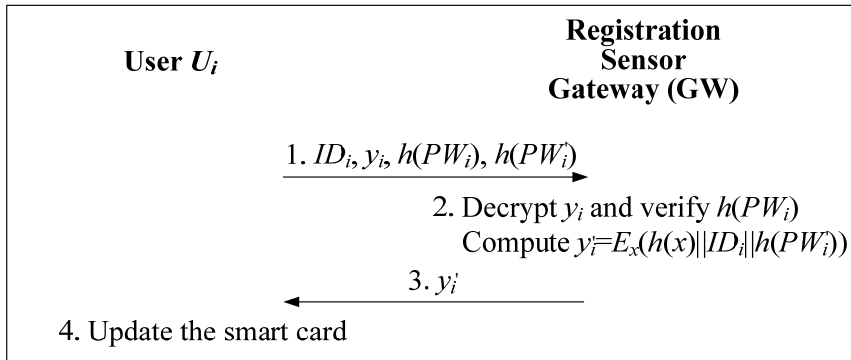 User Ui
Registration
Sensor
Gateway (GW)
1. IDi, yi, h(PWi), h(PW'i)
2. Decrypt yi and verify h(PWi)
Compute y'i=Ex(h(x)||IDi||h(PW'i))
3. y'i
4. Update the smart card